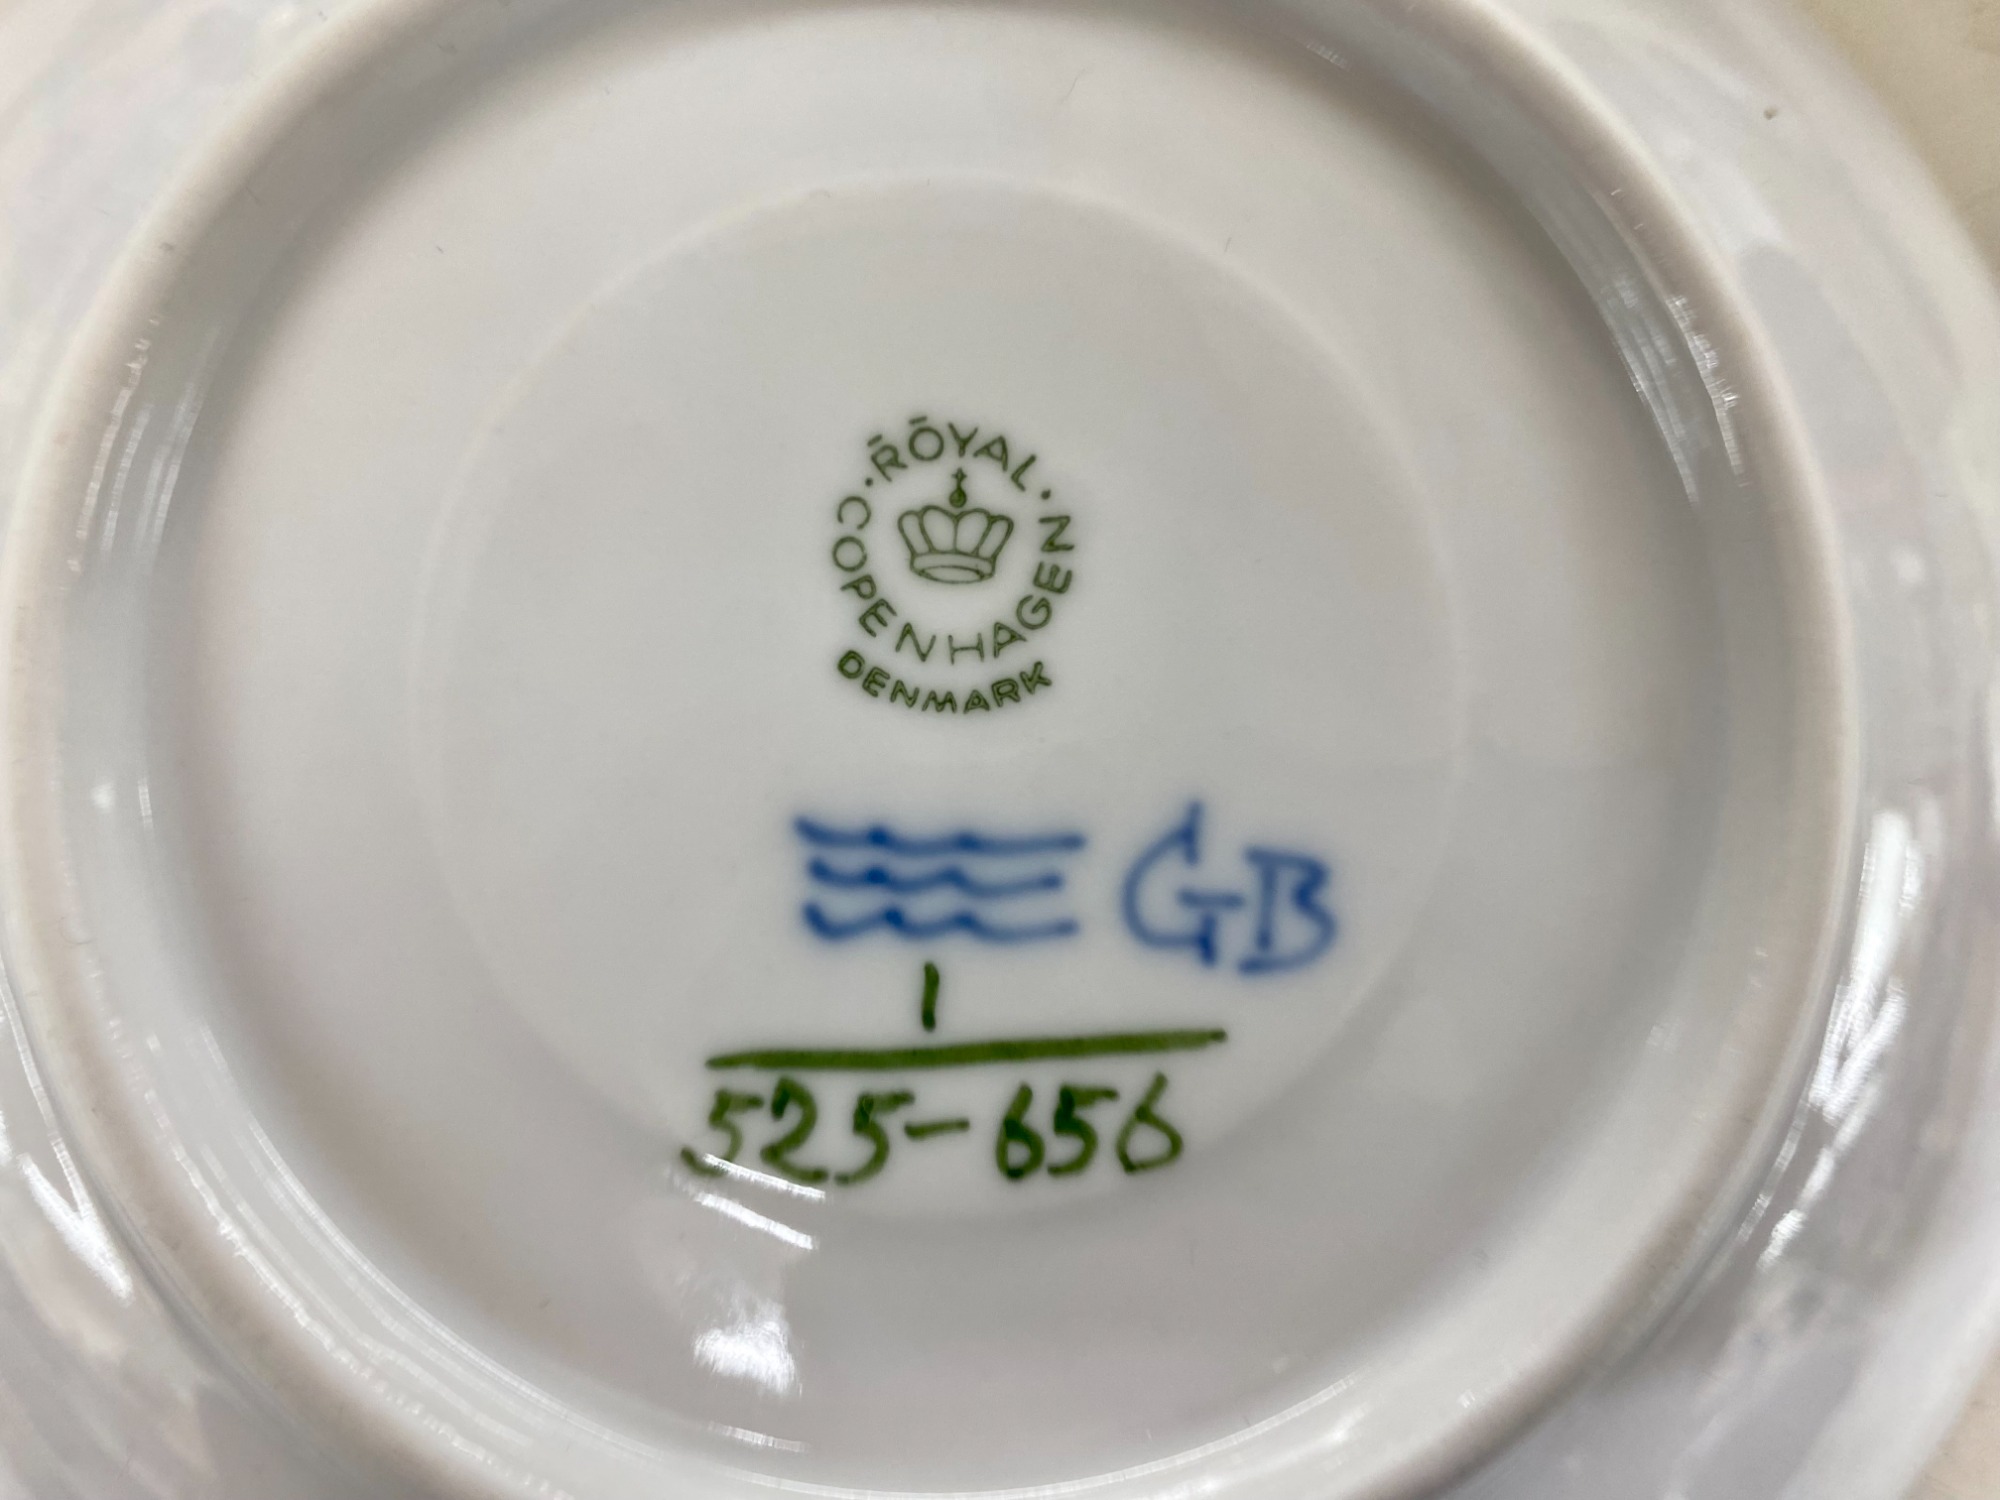 ROYAL · COPENHAGEN ·
DENMARK
GB
1
525-656